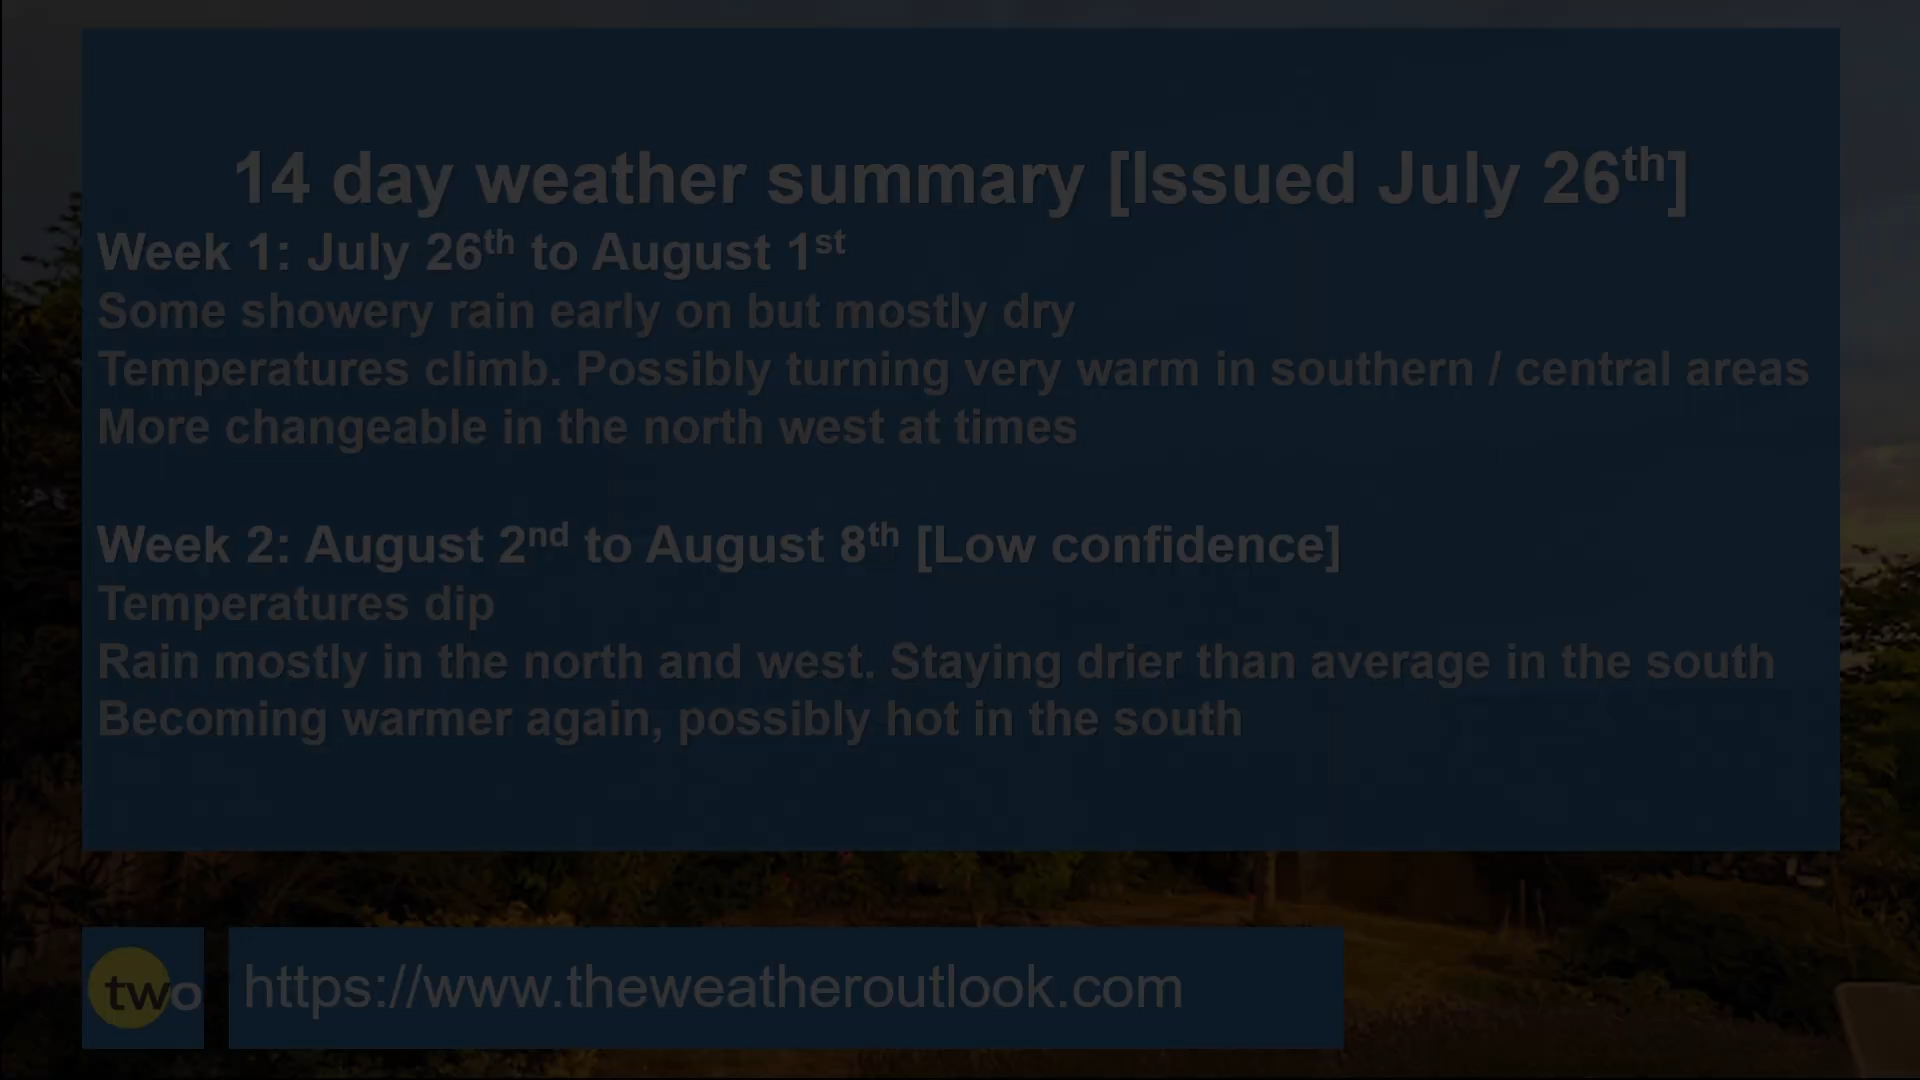 14 day weather summary [Issued July 26th]
Week 1: July 26th to August 1st
Some showery rain early on but mostly dry
Temperatures climb. Possibly turning very warm in southern / central areas
More changeable in the north west at times
Week 2: August 2nd to August 8th [Low confidence]
Temperatures dip
Rain mostly in the north and west. Staying drier than average in the south
Becoming warmer again, possibly hot in the south
two
https://www.theweatheroutlook.com